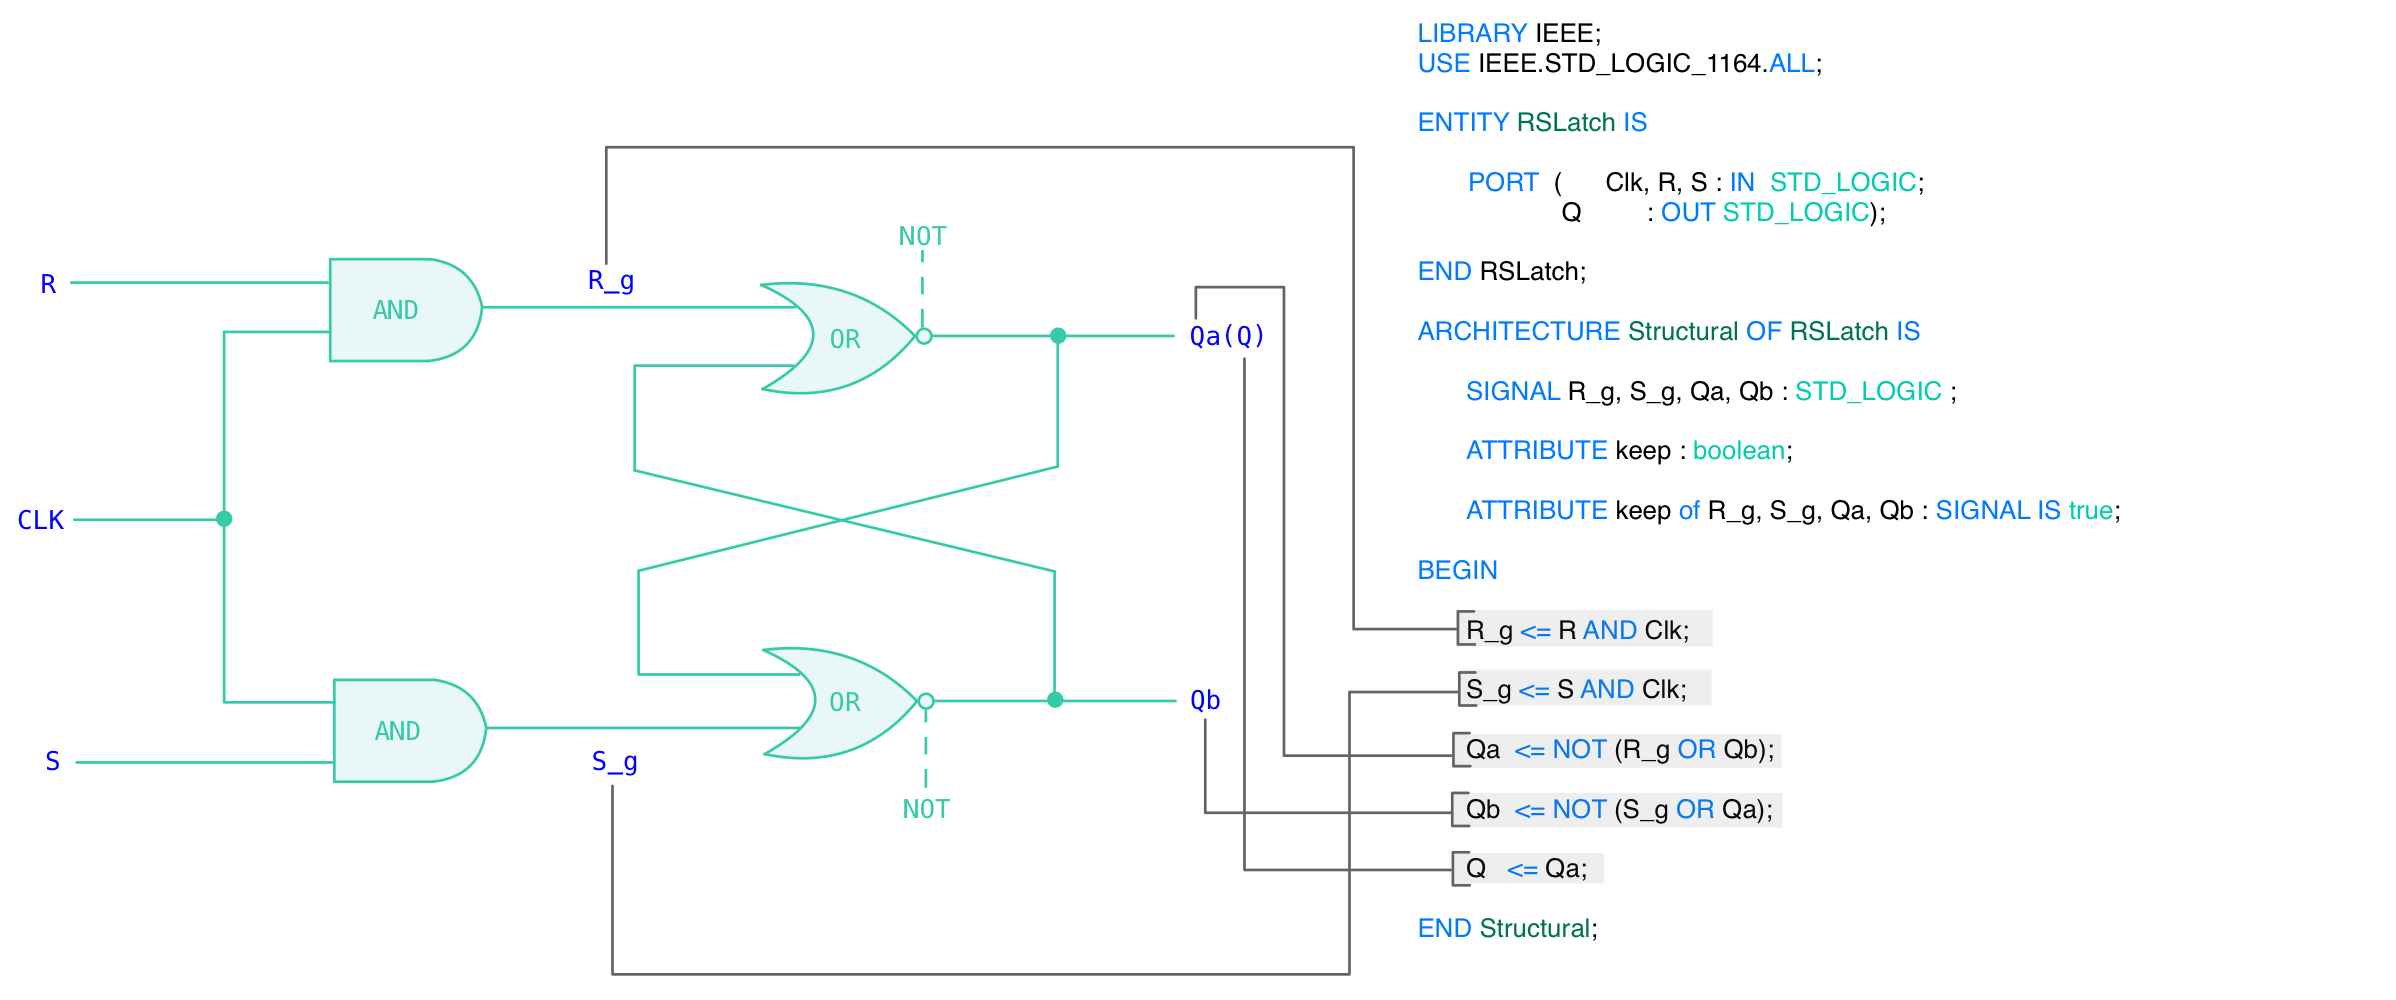 R
CLK
S
AND
AND
R_g
S_g
NOT
OR
OR
NOT
Qa(Q)
Qb
LIBRARY IEEE;
USE IEEE.STD_LOGIC_1164.ALL;
ENTITY RSLatch IS
PORT ( Clk, R, S : IN STD_LOGIC;
Q : OUT STD_LOGIC);
END RSLatch;
ARCHITECTURE Structural OF RSLatch IS
SIGNAL R_g, S_g, Qa, Qb : STD_LOGIC ;
ATTRIBUTE keep : boolean;
ATTRIBUTE keep of R_g, S_g, Qa, Qb : SIGNAL IS true;
BEGIN
R_g <= R AND Clk;
S_g <= S AND Clk;
Qa <= NOT (R_g OR Qb);
Qb <= NOT (S_g OR Qa);
Q <= Qa;
END Structural;